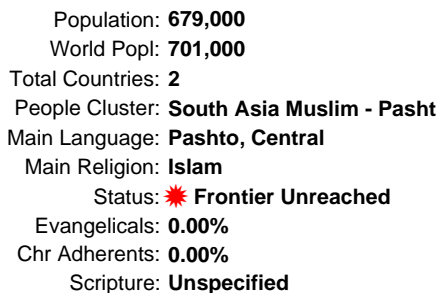 Population: 679,000
World Popl: 701,000
Total Countries: 2
People Cluster: South Asia Muslim - Pasht
Main Language: Pashto, Central
Main Religion: Islam
Status: Frontier Unreached
Evangelicals: 0.00%
Chr Adherents: 0.00%
Scripture: Unspecified